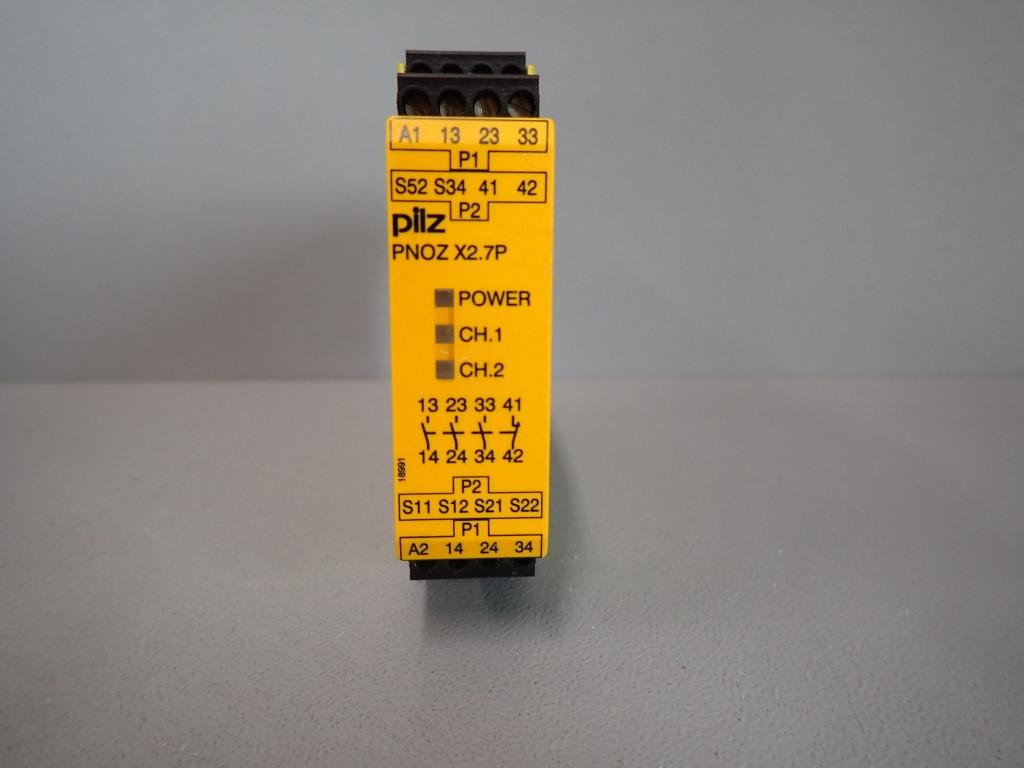 A1 13 23 33
P1
S52 S34 41 42
P2
pilz
PNOZ X2.7P
POWER
CH.1
CH.2
13 23 33 41
14 24 34 42
18991
P2
S11 S12 S21 S22
P1
A2 14 24 34